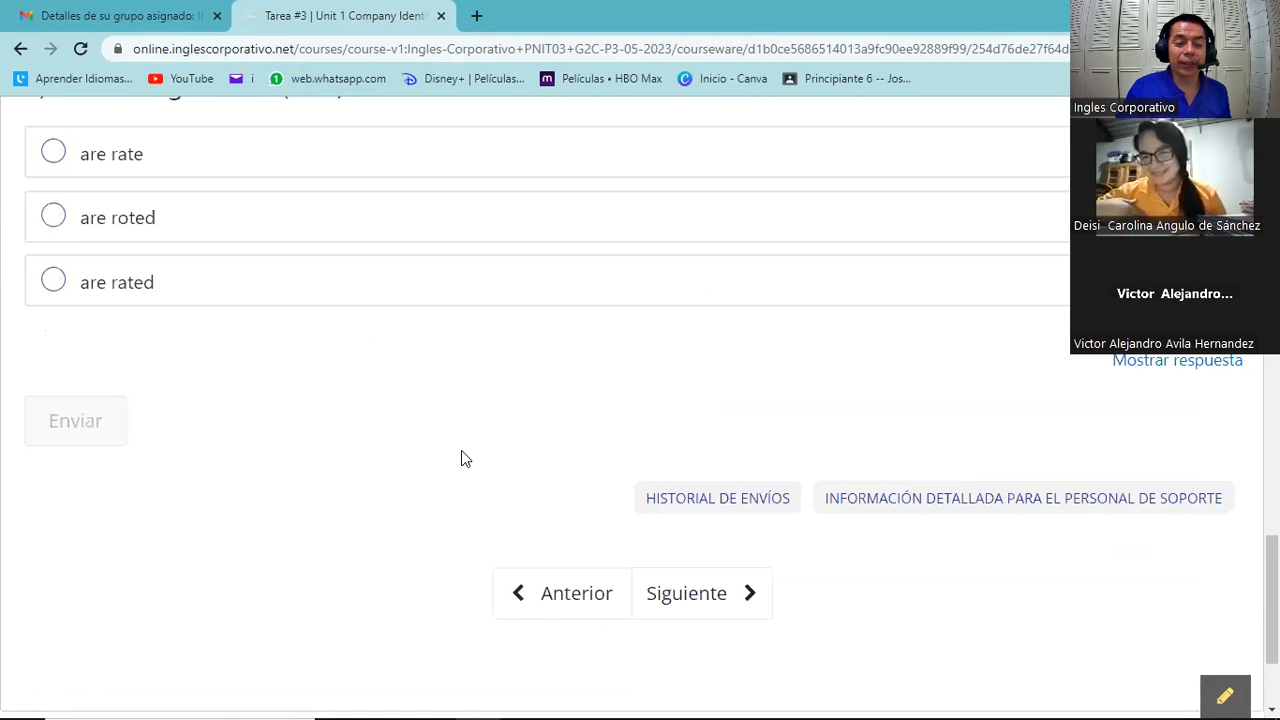 Detalles de su grupo asignado: I
Tarea #3 | Unit 1 Company Identi
online.inglescorporativo.net/courses/course-v1:Ingles-Corporativo+PNIT03+G2C-P3-05-2023/courseware/d1b0ce5865
Aprender Idiomas...
YouTube
i
web.whatsapp.com
Disney+ | Películas...
Películas | HBO Max
Inicio - Canva
Principiante 6 -- Jos...
Ingles Corporativo
are rate
are roted
Deisi Carolina Angulo de Sánchez
are rated
Victor Alejandro...
Victor Alejandro Avila Hernandez
Mostrar respuesta
Enviar
HISTORIAL DE ENVÍOS
INFORMACIÓN DETALLADA PARA EL PERSONAL DE SOPORTE
Anterior
Siguiente